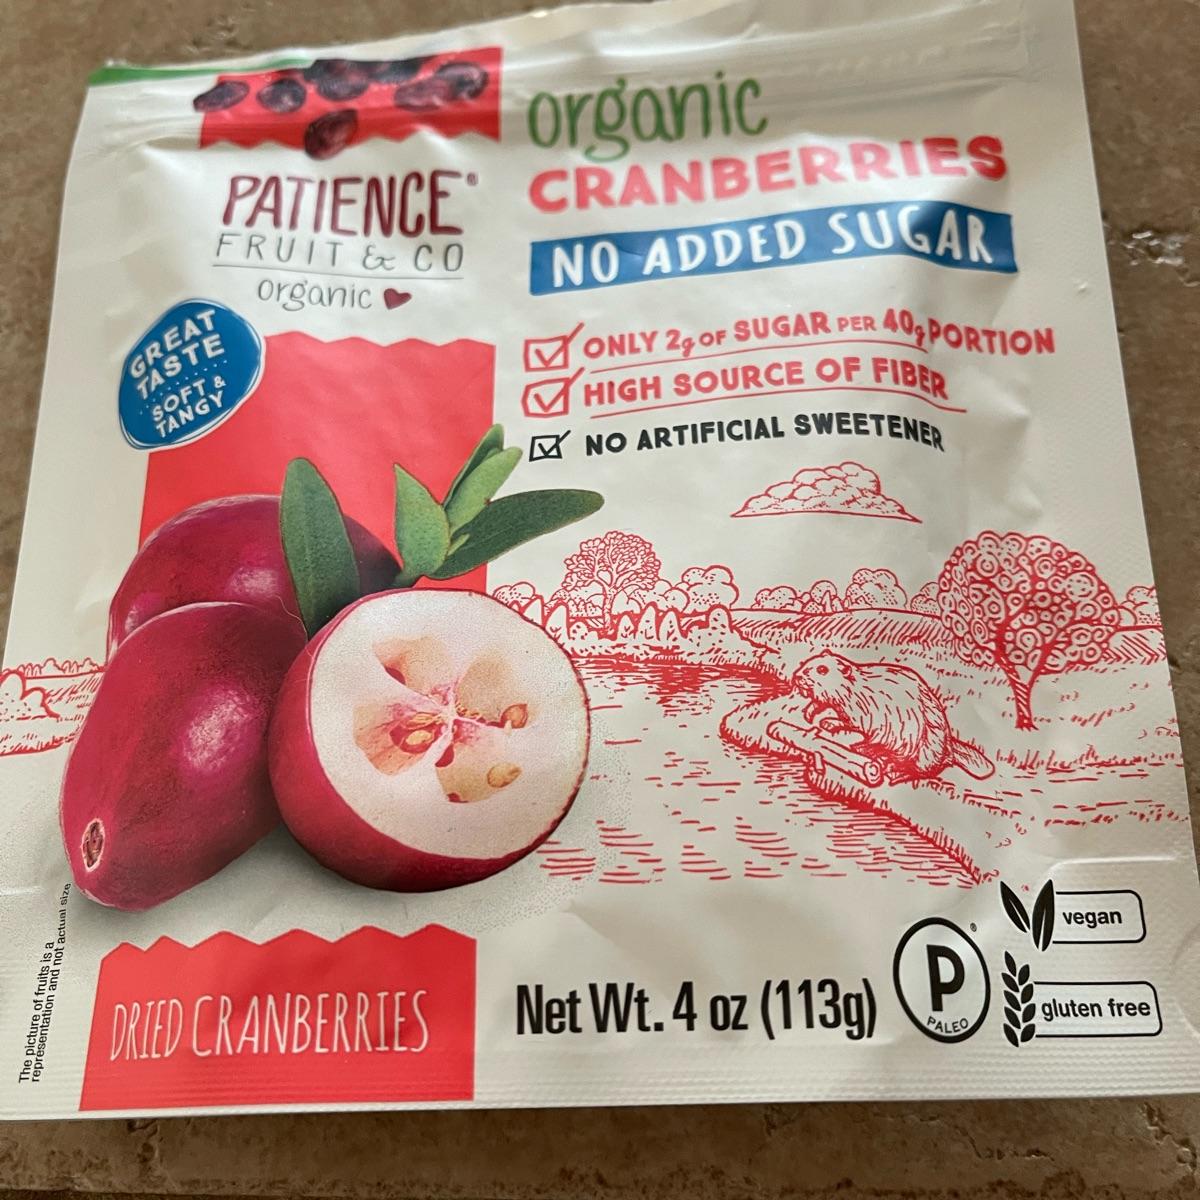 PATIENCE®
FRUIT & CO
organic
GREAT
TASTE
SOFT &
TANGY
organic
CRANBERRIES
NO ADDED SUGAR
ONLY 2g OF SUGAR PER 40g PORTION
HIGH SOURCE OF FIBER
NO ARTIFICIAL SWEETENER
The picture of fruits is a
representation and not actual size
DRIED CRANBERRIES
Net Wt. 4 oz (113g)
P
PALEO
®
vegan
gluten free